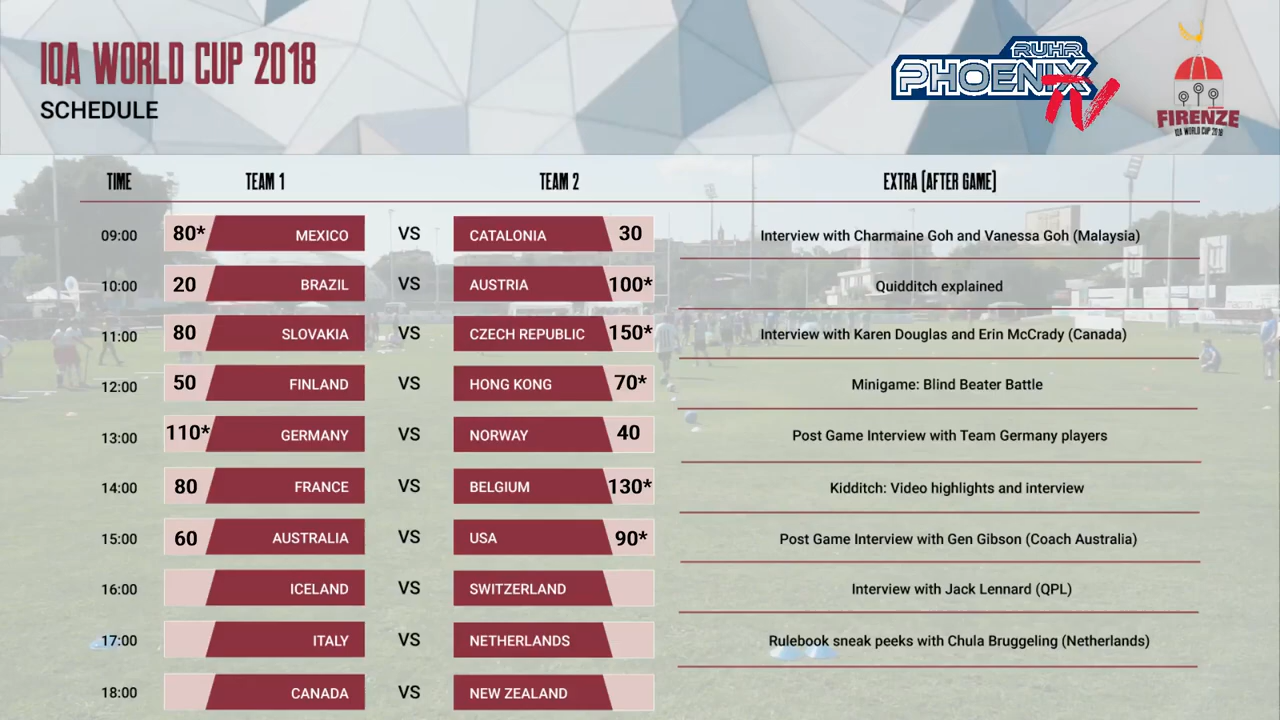 IQA WORLD CUP 2018
SCHEDULE
RUHR
PHOENIX
TV
FIRENZE
IQA WORLD CUP 2018
TIME TEAM 1 TEAM 2 EXTRA (AFTER GAME)
09:00 80* MEXICO VS CATALONIA 30 Interview with Charmaine Goh and Vanessa Goh (Malaysia)
10:00 20 BRAZIL VS AUSTRIA 100* Quidditch explained
11:00 80 SLOVAKIA VS CZECH REPUBLIC 150* Interview with Karen Douglas and Erin McCrady (Canada)
12:00 50 FINLAND VS HONG KONG 70* Minigame: Blind Beater Battle
13:00 110* GERMANY VS NORWAY 40 Post Game Interview with Team Germany players
14:00 80 FRANCE VS BELGIUM 130* Kidditch: Video highlights and interview
15:00 60 AUSTRALIA VS USA 90* Post Game Interview with Gen Gibson (Coach Australia)
16:00 ICELAND VS SWITZERLAND Interview with Jack Lennard (QPL)
17:00 ITALY VS NETHERLANDS Rulebook sneak peeks with Chula Bruggeling (Netherlands)
18:00 CANADA VS NEW ZEALAND